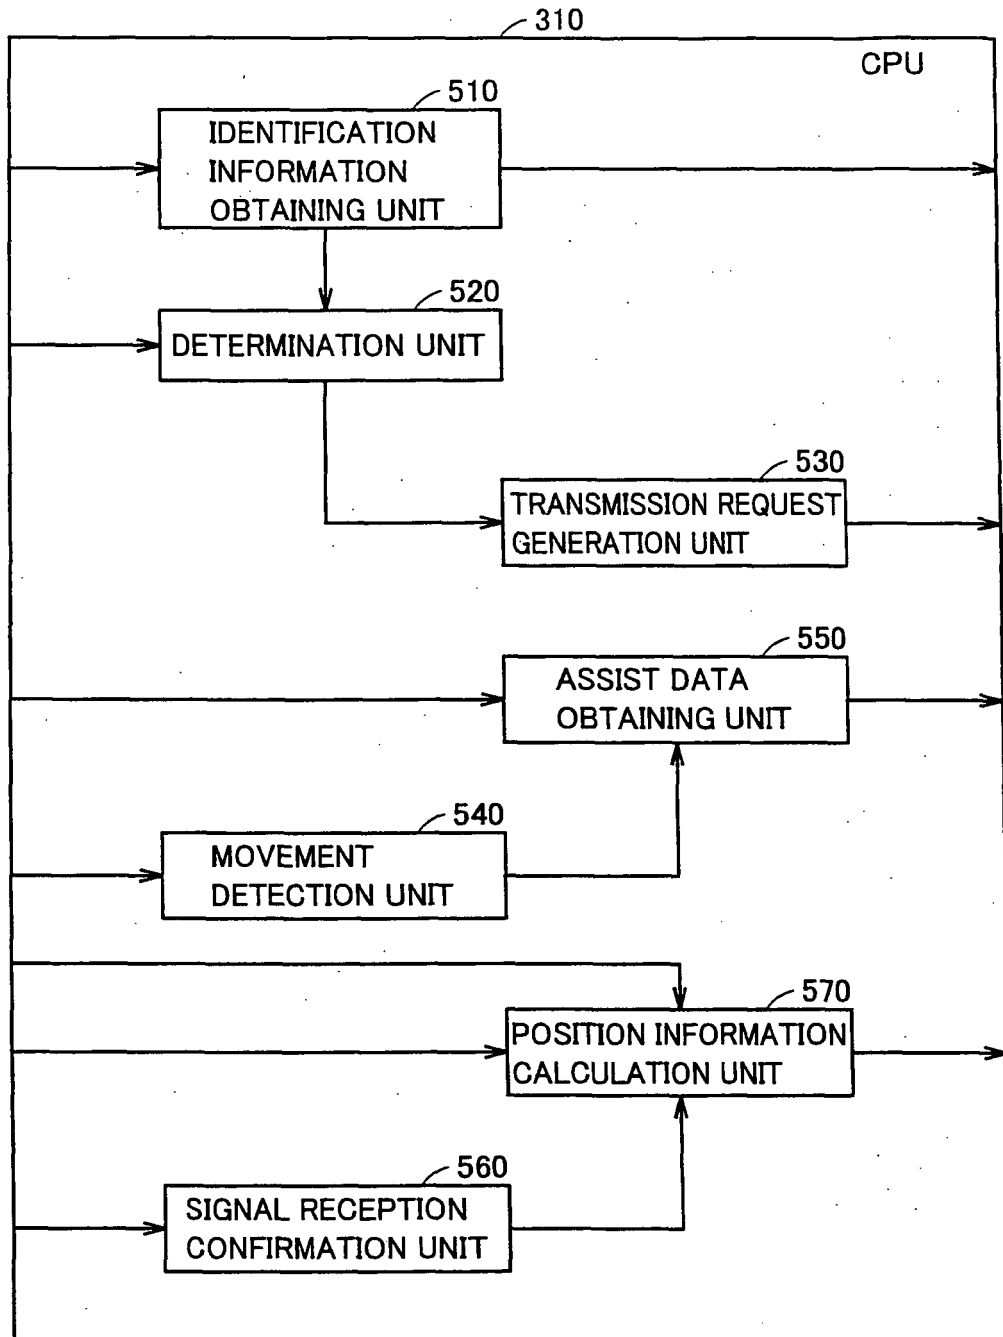 310
CPU
510
IDENTIFICATION
INFORMATION
OBTAINING UNIT
520
DETERMINATION UNIT
530
TRANSMISSION REQUEST
GENERATION UNIT
550
ASSIST DATA
OBTAINING UNIT
540
MOVEMENT
DETECTION UNIT
570
POSITION INFORMATION
CALCULATION UNIT
560
SIGNAL RECEPTION
CONFIRMATION UNIT